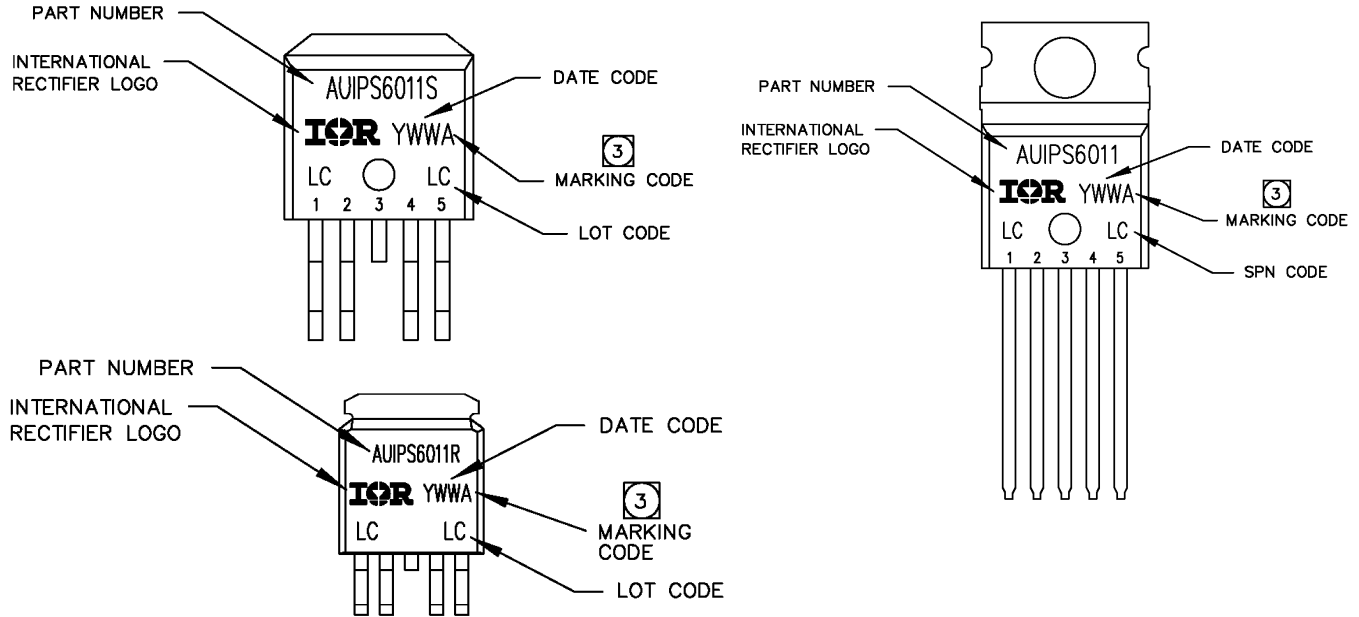 PART NUMBER
INTERNATIONAL
RECTIFIER LOGO
AUIPS6011S
IOR YWWA
LC LC
1 2 3 4 5
DATE CODE
3
MARKING CODE
LOT CODE
PART NUMBER
INTERNATIONAL
RECTIFIER LOGO
AUIPS6011
IOR YWWA
LC LC
1 2 3 4 5
DATE CODE
3
MARKING CODE
SPN CODE
PART NUMBER
INTERNATIONAL
RECTIFIER LOGO
AUIPS6011R
IOR YWWA
LC LC
DATE CODE
3
MARKING
CODE
LOT CODE